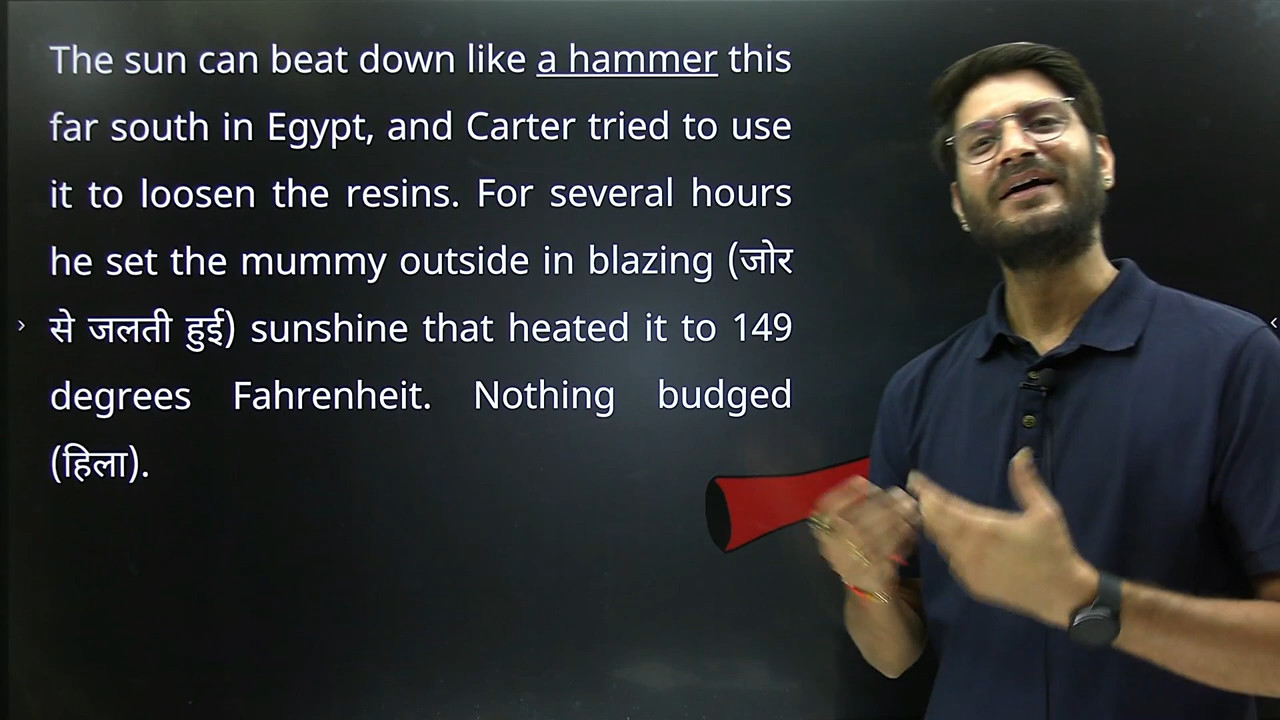 The sun can beat down like a hammer this
far south in Egypt, and Carter tried to use
it to loosen the resins. For several hours
he set the mummy outside in blazing (जोर
से जलती हुई) sunshine that heated it to 149
degrees Fahrenheit. Nothing budged
(हिला).